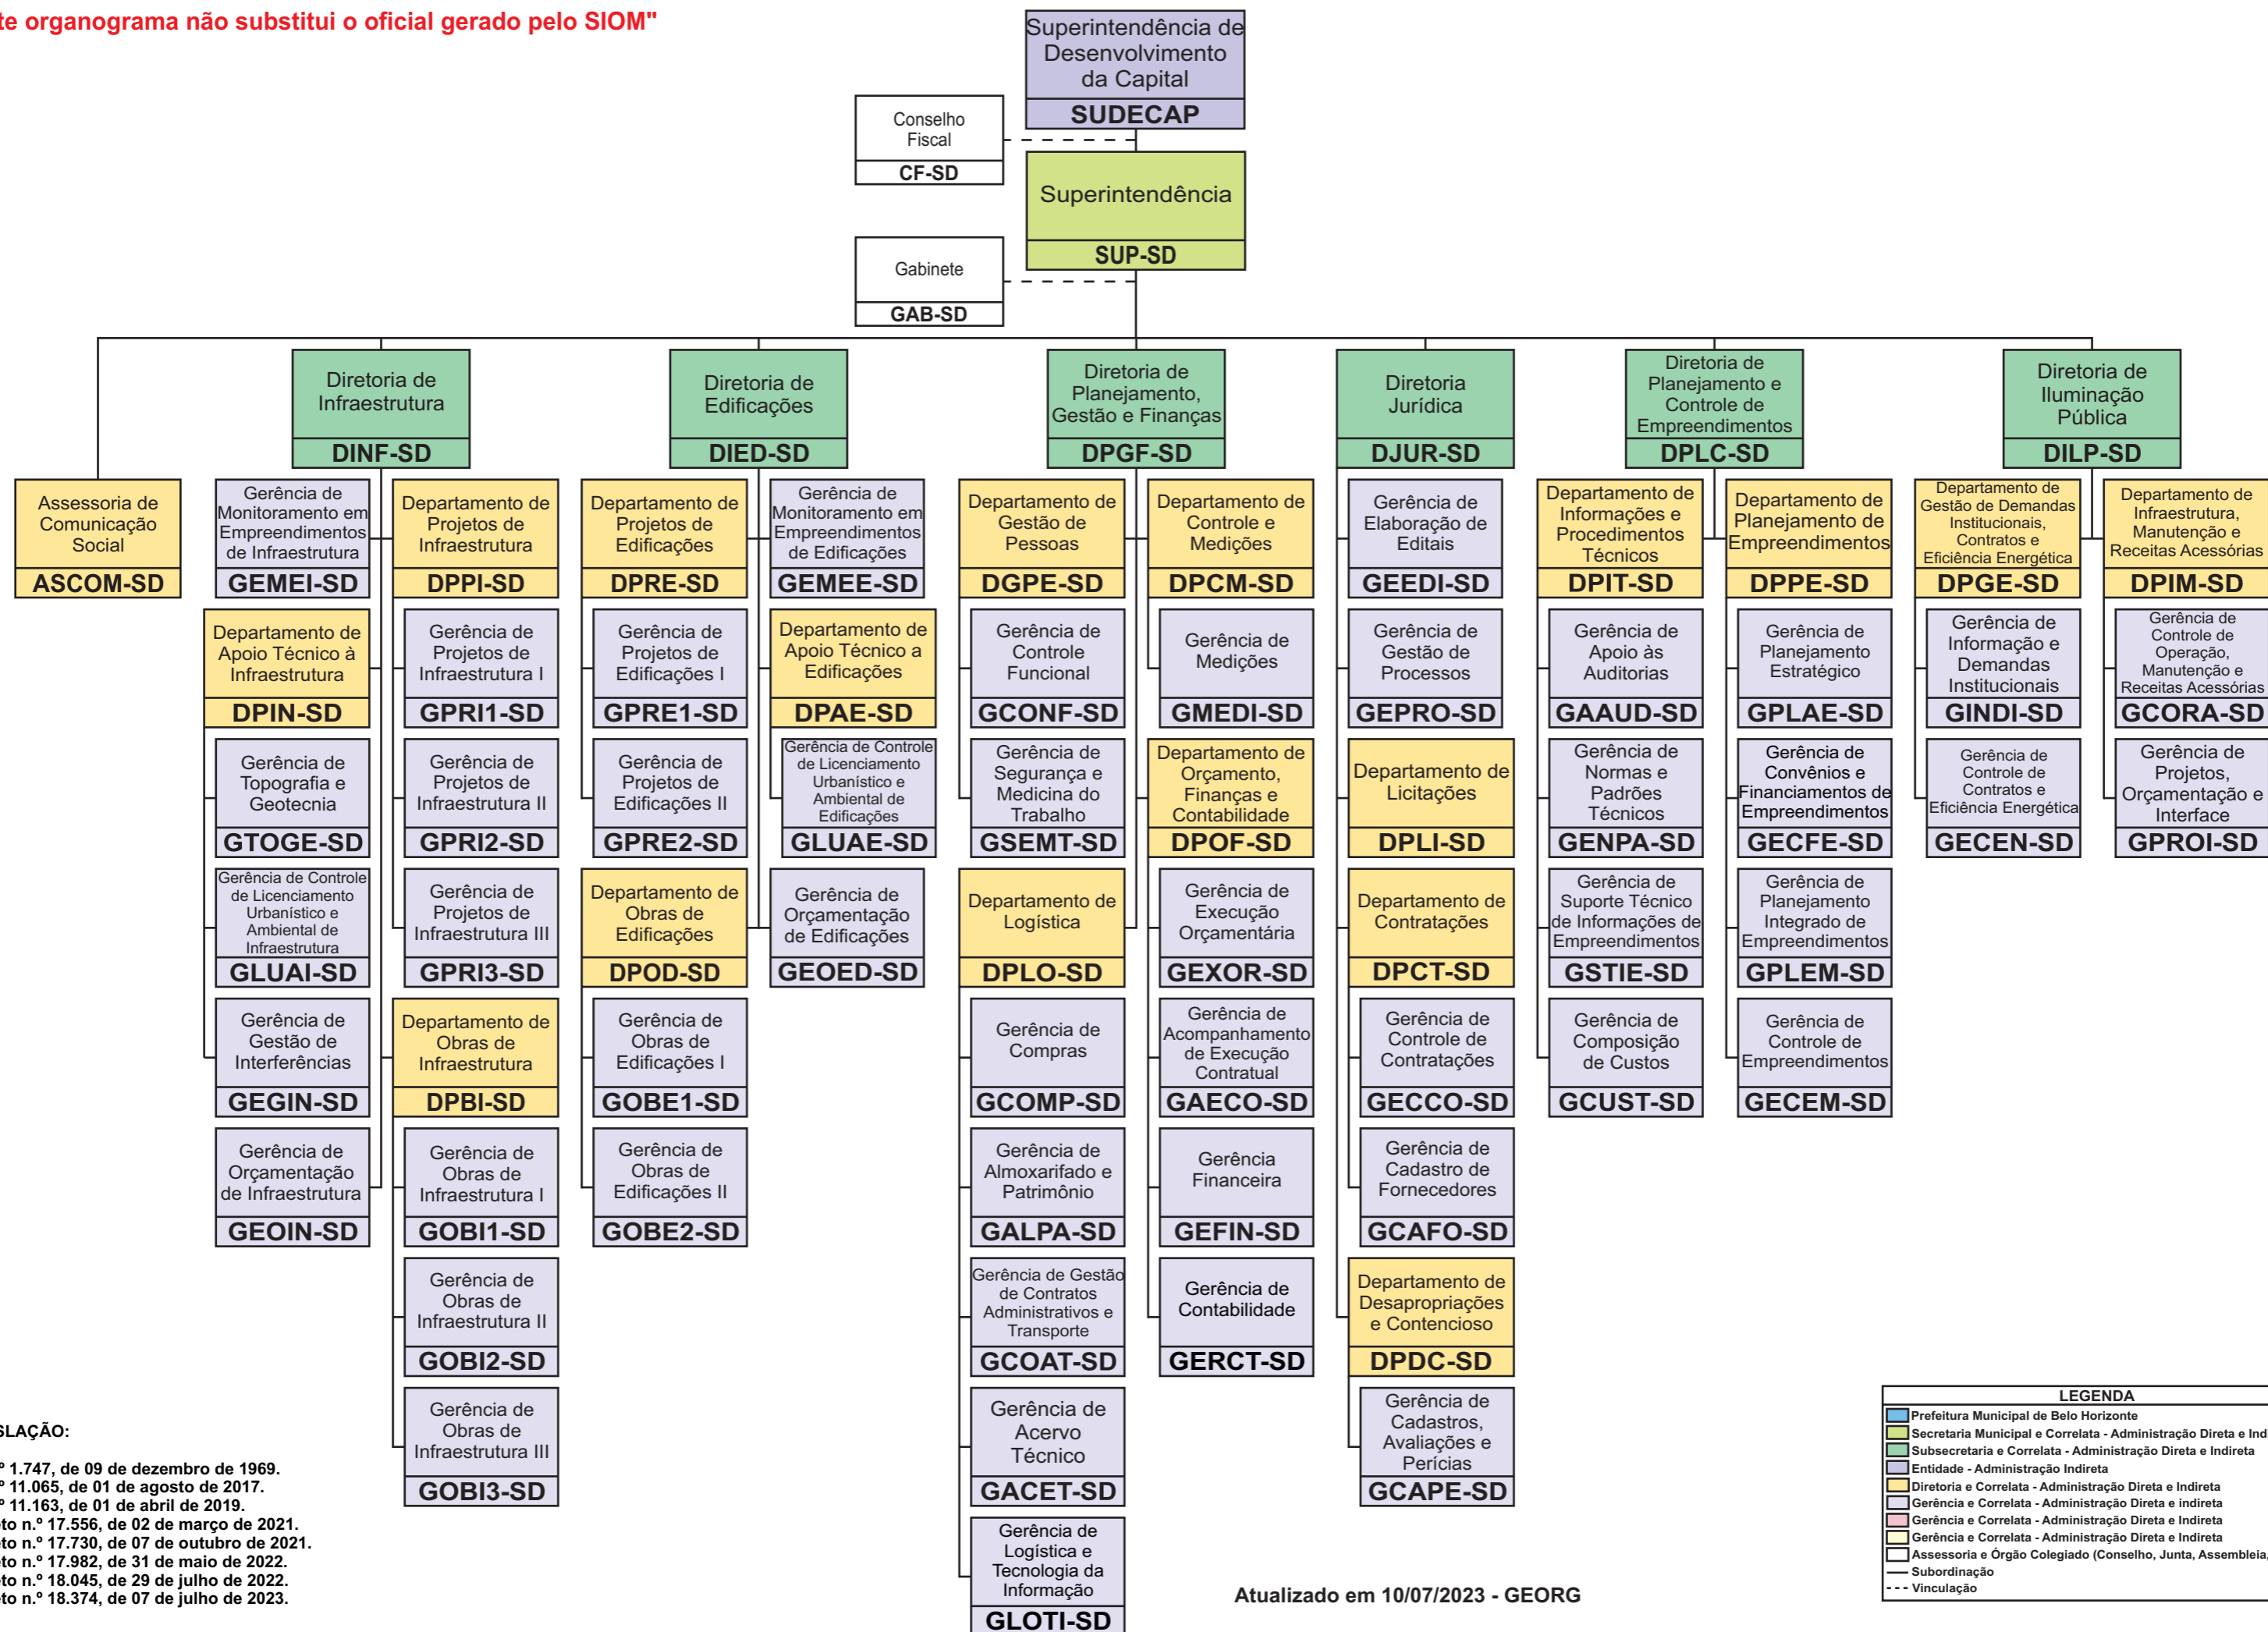 te organograma não substitui o oficial gerado pelo SIOM"
Superintendência de
Desenvolvimento
da Capital
SUDECAP
Conselho
Fiscal
CF-SD
Superintendência
SUP-SD
Gabinete
GAB-SD
Diretoria de
Infraestrutura
DINF-SD
Diretoria de
Edificações
DIED-SD
Diretoria de
Planejamento,
Gestão e Finanças
DPGF-SD
Diretoria
Jurídica
DJUR-SD
Diretoria de
Planejamento e
Controle de
Empreendimentos
DPLC-SD
Diretoria de
Iluminação
Pública
DILP-SD
Assessoria de
Comunicação
Social
ASCOM-SD
Gerência de
Monitoramento em
Empreendimentos
de Infraestrutura
GEMEI-SD
Departamento de
Projetos de
Infraestrutura
DPPI-SD
Departamento de
Projetos de
Edificações
DPRE-SD
Gerência de
Monitoramento em
Empreendimentos
de Edificações
GEMEE-SD
Departamento de
Gestão de
Pessoas
DGPE-SD
Departamento de
Controle e
Medições
DPCM-SD
Gerência de
Elaboração de
Editais
GEEDI-SD
Departamento de
Informações e
Procedimentos
Técnicos
DPIT-SD
Departamento de
Planejamento de
Empreendimentos
DPPE-SD
Departamento de
Gestão de Demandas
Institucionais,
Contratos e
Eficiência Energética
DPGE-SD
Departamento de
Infraestrutura,
Manutenção e
Receitas Acessórias
DPIM-SD
Departamento de
Apoio Técnico à
Infraestrutura
DPIN-SD
Gerência de
Projetos de
Infraestrutura I
GPRI1-SD
Gerência de
Projetos de
Edificações I
GPRE1-SD
Departamento de
Apoio Técnico a
Edificações
DPAE-SD
Gerência de
Controle
Funcional
GCONF-SD
Gerência de
Medições
GMEDI-SD
Gerência de
Gestão de
Processos
GEPRO-SD
Gerência de
Apoio às
Auditorias
GAAUD-SD
Gerência de
Planejamento
Estratégico
GPLAE-SD
Gerência de
Informação e
Demandas
Institucionais
GINDI-SD
Gerência de
Controle de
Operação,
Manutenção e
Receitas Acessórias
GCORA-SD
Gerência de
Topografia e
Geotecnia
GTOGE-SD
Gerência de
Projetos de
Infraestrutura II
GPRI2-SD
Gerência de
Projetos de
Edificações II
GPRE2-SD
Gerência de Controle
de Licenciamento
Urbanístico e
Ambiental de
Edificações
GLUAE-SD
Gerência de
Segurança e
Medicina do
Trabalho
GSEMT-SD
Departamento de
Orçamento,
Finanças e
Contabilidade
DPOF-SD
Departamento de
Licitações
DPLI-SD
Gerência de
Normas e
Padrões
Técnicos
GENPA-SD
Gerência de
Convênios e
Financiamentos de
Empreendimentos
GECFE-SD
Gerência de
Controle de
Contratos e
Eficiência Energética
GECEN-SD
Gerência de
Projetos,
Orçamentação e
Interface
GPROI-SD
Gerência de Controle
de Licenciamento
Urbanístico e
Ambiental de
Infraestrutura
GLUAI-SD
Gerência de
Projetos de
Infraestrutura III
GPRI3-SD
Departamento de
Obras de
Edificações
DPOD-SD
Gerência de
Orçamentação
de Edificações
GEOED-SD
Departamento de
Logística
DPLO-SD
Gerência de
Execução
Orçamentária
GEXOR-SD
Departamento de
Contratações
DPCT-SD
Gerência de
Suporte Técnico
de Informações de
Empreendimentos
GSTIE-SD
Gerência de
Planejamento
Integrado de
Empreendimentos
GPLEM-SD
Gerência de
Gestão de
Interferências
GEGIN-SD
Departamento de
Obras de
Infraestrutura
DPBI-SD
Gerência de
Obras de
Edificações I
GOBE1-SD
Gerência de
Compras
GCOMP-SD
Gerência de
Acompanhamento
de Execução
Contratual
GAECO-SD
Gerência de
Controle de
Contratações
GECCO-SD
Gerência de
Composição
de Custos
GCUST-SD
Gerência de
Controle de
Empreendimentos
GECEM-SD
Gerência de
Orçamentação
de Infraestrutura
GEOIN-SD
Gerência de
Obras de
Infraestrutura I
GOBI1-SD
Gerência de
Obras de
Edificações II
GOBE2-SD
Gerência de
Almoxarifado e
Patrimônio
GALPA-SD
Gerência
Financeira
GEFIN-SD
Gerência de
Cadastro de
Fornecedores
GCAFO-SD
Gerência de
Obras de
Infraestrutura II
GOBI2-SD
Gerência de Gestão
de Contratos
Administrativos e
Transporte
GCOAT-SD
Gerência de
Contabilidade
GERCT-SD
Departamento de
Desapropriações
e Contencioso
DPDC-SD
Gerência de
Obras de
Infraestrutura III
GOBI3-SD
Gerência de
Acervo
Técnico
GACET-SD
Gerência de
Cadastros,
Avaliações e
Perícias
GCAPE-SD
Gerência de
Logística e
Tecnologia da
Informação
GLOTI-SD
SLAÇÃO:
º 1.747, de 09 de dezembro de 1969.
º 11.065, de 01 de agosto de 2017.
º 11.163, de 01 de abril de 2019.
eto n.º 17.556, de 02 de março de 2021.
eto n.º 17.730, de 07 de outubro de 2021.
eto n.º 17.982, de 31 de maio de 2022.
eto n.º 18.045, de 29 de julho de 2022.
eto n.º 18.374, de 07 de julho de 2023.
Atualizado em 10/07/2023 - GEORG
LEGENDA
Prefeitura Municipal de Belo Horizonte
Secretaria Municipal e Correlata - Administração Direta e Indi
Subsecretaria e Correlata - Administração Direta e Indireta
Entidade - Administração Indireta
Diretoria e Correlata - Administração Direta e Indireta
Gerência e Correlata - Administração Direta e indireta
Gerência e Correlata - Administração Direta e Indireta
Gerência e Correlata - Administração Direta e Indireta
Assessoria e Órgão Colegiado (Conselho, Junta, Assembleia,
Subordinação
Vinculação